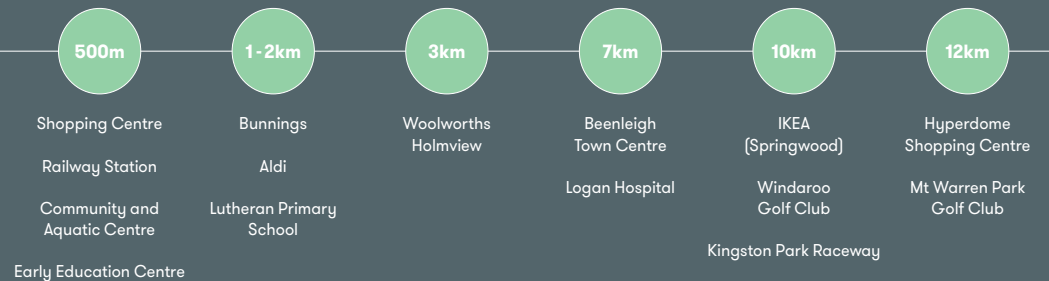 500m
Shopping Centre
Railway Station
Community and
Aquatic Centre
Early Education Centre
1-2km
Bunnings
Aldi
Lutheran Primary
School
3km
Woolworths
Holmview
7km
Beenleigh
Town Centre
Logan Hospital
10km
IKEA
(Springwood)
Windaroo
Golf Club
Kingston Park Raceway
12km
Hyperdome
Shopping Centre
Mt Warren Park
Golf Club